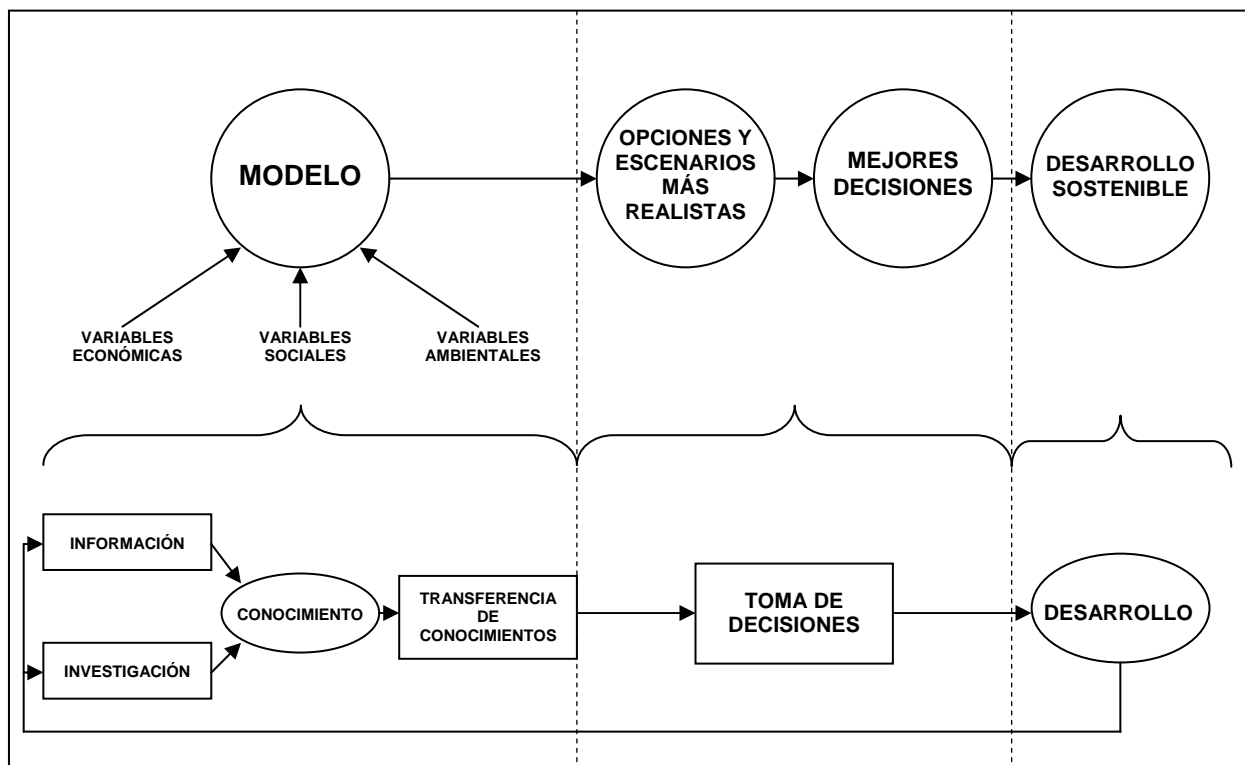 MODELO
OPCIONES Y
ESCENARIOS
MÁS
REALISTAS
MEJORES
DECISIONES
DESARROLLO
SOSTENIBLE
VARIABLES
ECONÓMICAS
VARIABLES
SOCIALES
VARIABLES
AMBIENTALES
INFORMACIÓN
INVESTIGACIÓN
CONOCIMIENTO
TRANSFERENCIA
DE
CONOCIMIENTOS
TOMA DE
DECISIONES
DESARROLLO